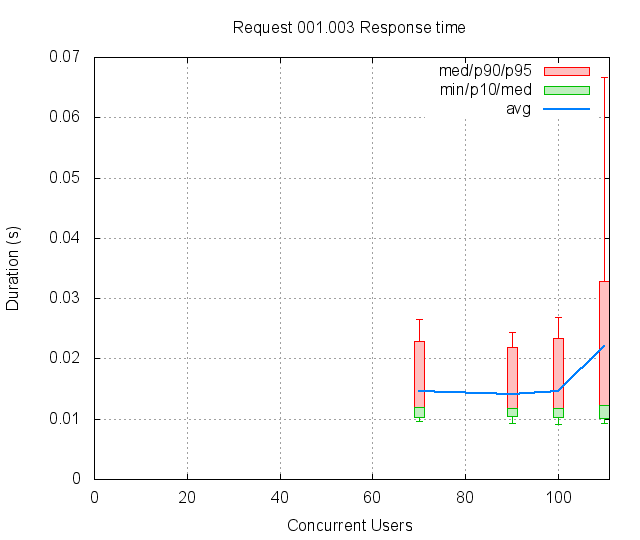 Request 001.003 Response time
0.07
0.06
0.05
0.04
0.03
0.02
0.01
0
Duration (s)
med/p90/p95
min/p10/med
avg
0 20 40 60 80 100
Concurrent Users